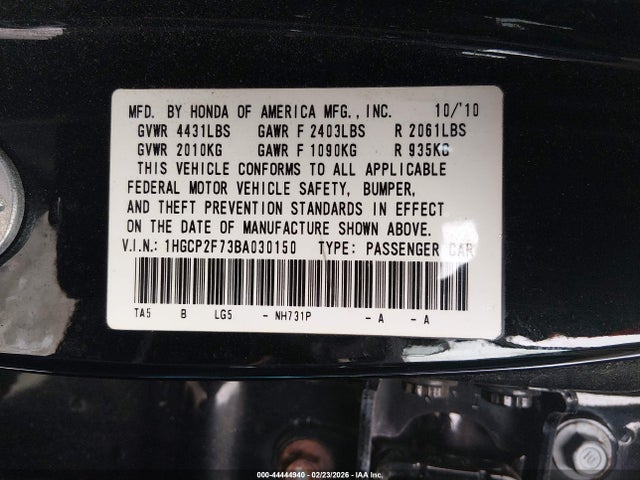 MFD. BY HONDA OF AMERICA MFG., INC. 10/'10
GVWR 4431LBS GAWR F 2403LBS R 2061LBS
GVWR 2010KG GAWR F 1090KG R 935KG
THIS VEHICLE CONFORMS TO ALL APPLICABLE
FEDERAL MOTOR VEHICLE SAFETY, BUMPER,
AND THEFT PREVENTION STANDARDS IN EFFECT
ON THE DATE OF MANUFACTURE SHOWN ABOVE.
V.I.N.: 1HGCP2F73BA030150 TYPE: PASSENGER CAR
TA5 B LG5 - NH731P - A - A
000-44444940 - 02/23/2026 - IAA Inc.